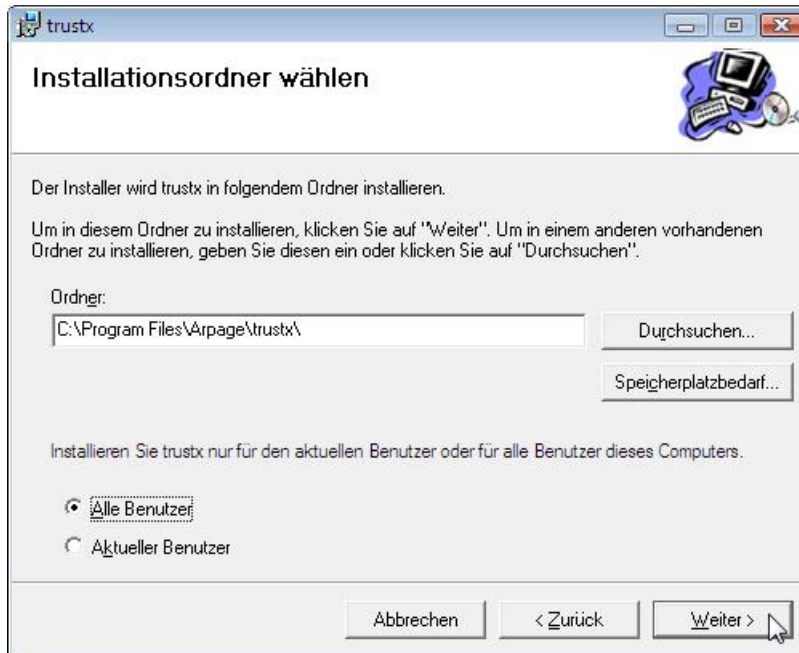 trustx
Installationsordner wählen
Der Installer wird trustx in folgendem Ordner installieren.
Um in diesem Ordner zu installieren, klicken Sie auf "Weiter". Um in einem anderen vorhandenen
Ordner zu installieren, geben Sie diesen ein oder klicken Sie auf "Durchsuchen".
Ordner:
C:\Program Files\Arpage\trustx\
Durchsuchen...
Speicherplatzbedarf...
Installieren Sie trustx nur für den aktuellen Benutzer oder für alle Benutzer dieses Computers.
Alle Benutzer
Aktueller Benutzer
Abbrechen
< Zurück
Weiter >